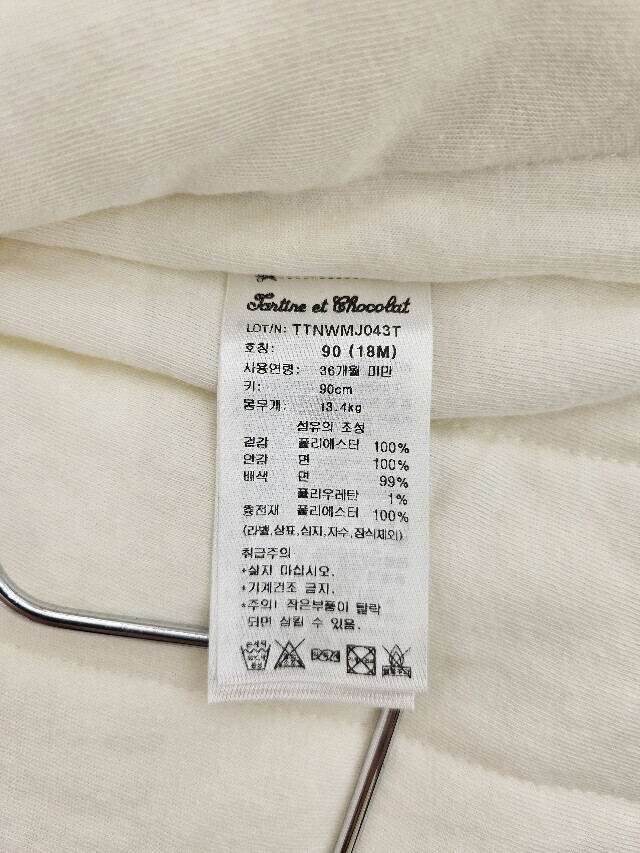 Tartine et Chocolat
LOT/N: TTNWMJ043T
호칭: 90 (18M)
사용연령: 36개월 미만
키: 90cm
몸무게: 13.4kg
섬유의 조성
겉감 폴리에스터 100%
안감 면 100%
배색 면 99%
폴리우레탄 1%
충전재 폴리에스터 100%
(라벨,상표,심지,자수,장식제외)
취급주의
*삶지 마십시오.
*기계건조 금지.
*주의! 작은부품이 탈락
되면 삼킬 수 있음.